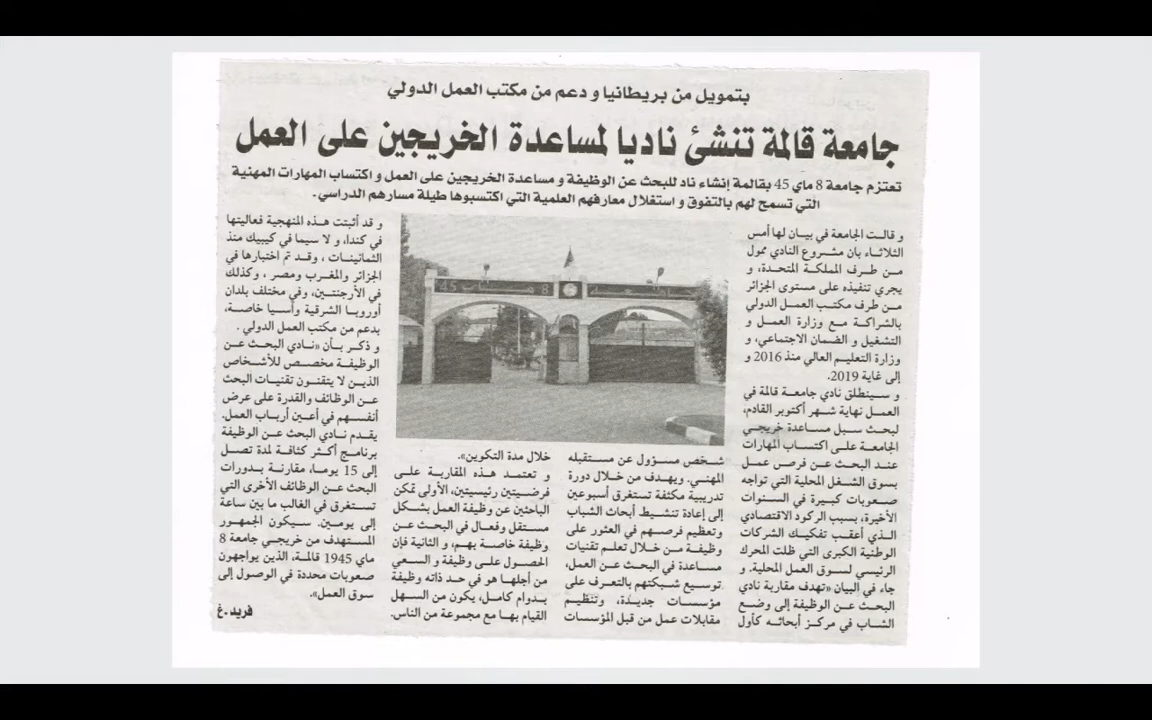 بتمويل من بريطانيا و دعم من مكتب العمل الدولي
جامعة قالمة تنشئ ناديا لمساعدة الخريجين على العمل
تعتزم جامعة 8 ماي 45 بقالمة إنشاء ناد للبحث عن الوظيفة و مساعدة الخريجين على العمل و اكتساب المهارات المهنية
التي تسمح لهم بالتفوق و استغلال معارفهم العلمية التي اكتسبوها طيلة مسارهم الدراسي.
و قالت الجامعة في بيان لها أمس
الثلاثاء بان مشروع النادي ممول
من طرف المملكة المتحدة، و
يجري تنفيذه على مستوى الجزائر
من طرف مكتب العمل الدولي
بالشراكة مع وزارة العمل و
التشغيل و الضمان الاجتماعي، و
وزارة التعليم العالي منذ 2016 و
إلى غاية 2019.
و سينطلق نادي جامعة قالمة في
العمل نهاية شهر أكتوبر القادم،
لبحث سبل مساعدة خريجي
الجامعة على اكتساب المهارات
عند البحث عن فرص عمل
بسوق الشغل المحلية التي تواجه
صعوبات كبيرة في السنوات
الأخيرة، بسبب الركود الاقتصادي
الذي أعقب تفكيك الشركات
الوطنية الكبرى التي ظلت المحرك
الرئيسي لسوق العمل المحلية. و
جاء في البيان «تهدف مقاربة نادي
البحث عن الوظيفة إلى وضع
الشاب في مركز أبحاثه كأول
شخص مسؤول عن مستقبله
المهني. ويهدف من خلال دورة
تدريبية مكثفة تستغرق أسبوعين
إلى إعادة تنشيط أبحاث الشباب
وتعظيم فرصهم في العثور على
وظيفة من خلال تعلم تقنيات
مساعدة في البحث عن العمل،
توسيع شبكتهم بالتعرف على
مؤسسات جديدة، وتنظيم
مقابلات عمل من قبل المؤسسات
خلال مدة التكوين».
و تعتمد هذه المقاربة على
فرضيتين رئيسيتين، الأولى تمكن
الباحثين عن وظيفة العمل بشكل
مستقل وفعال في البحث عن
وظيفة خاصة بهم، و الثانية فإن
الحصول على وظيفة و السعي
من أجلها هو في حد ذاته وظيفة
بدوام كامل، يكون من السهل
القيام بها مع مجموعة من الناس.
و قد أثبتت هذه المنهجية فعاليتها
في كندا، و لا سيما في كيبيك منذ
الثمانينات ، وقد تم اختبارها في
الجزائر والمغرب ومصر ، وكذلك
في الأرجنتين، وفي مختلف بلدان
أوروبا الشرقية وآسيا خاصة،
بدعم من مكتب العمل الدولي .
و ذكر بأن «نادي البحث عن
الوظيفة مخصص للأشخاص
الذين لا يتقنون تقنيات البحث
عن الوظائف والقدرة على عرض
أنفسهم في أعين أرباب العمل.
يقدم نادي البحث عن الوظيفة
برنامج أكثر كثافة لمدة تصل
إلى 15 يوما، مقارنة بدورات
البحث عن الوظائف الأخرى التي
تستغرق في الغالب ما بين ساعة
إلى يومين. سيكون الجمهور
المستهدف من خريجي جامعة 8
ماي 1945 قالمة، الذين يواجهون
صعوبات محددة في الوصول إلى
سوق العمل».
فريد.غ